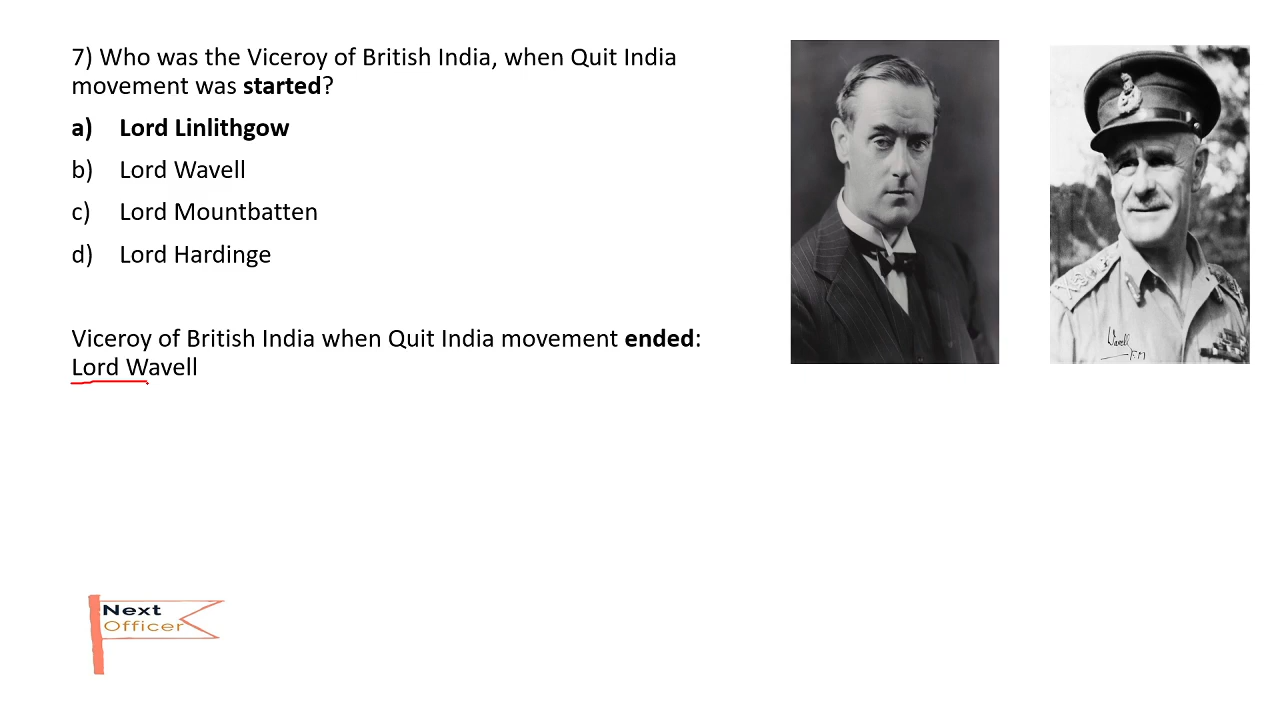 7) Who was the Viceroy of British India, when Quit India
movement was started?
a) Lord Linlithgow
b) Lord Wavell
c) Lord Mountbatten
d) Lord Hardinge
Viceroy of British India when Quit India movement ended:
Lord Wavell
Wavell
F.M
Next
Officer